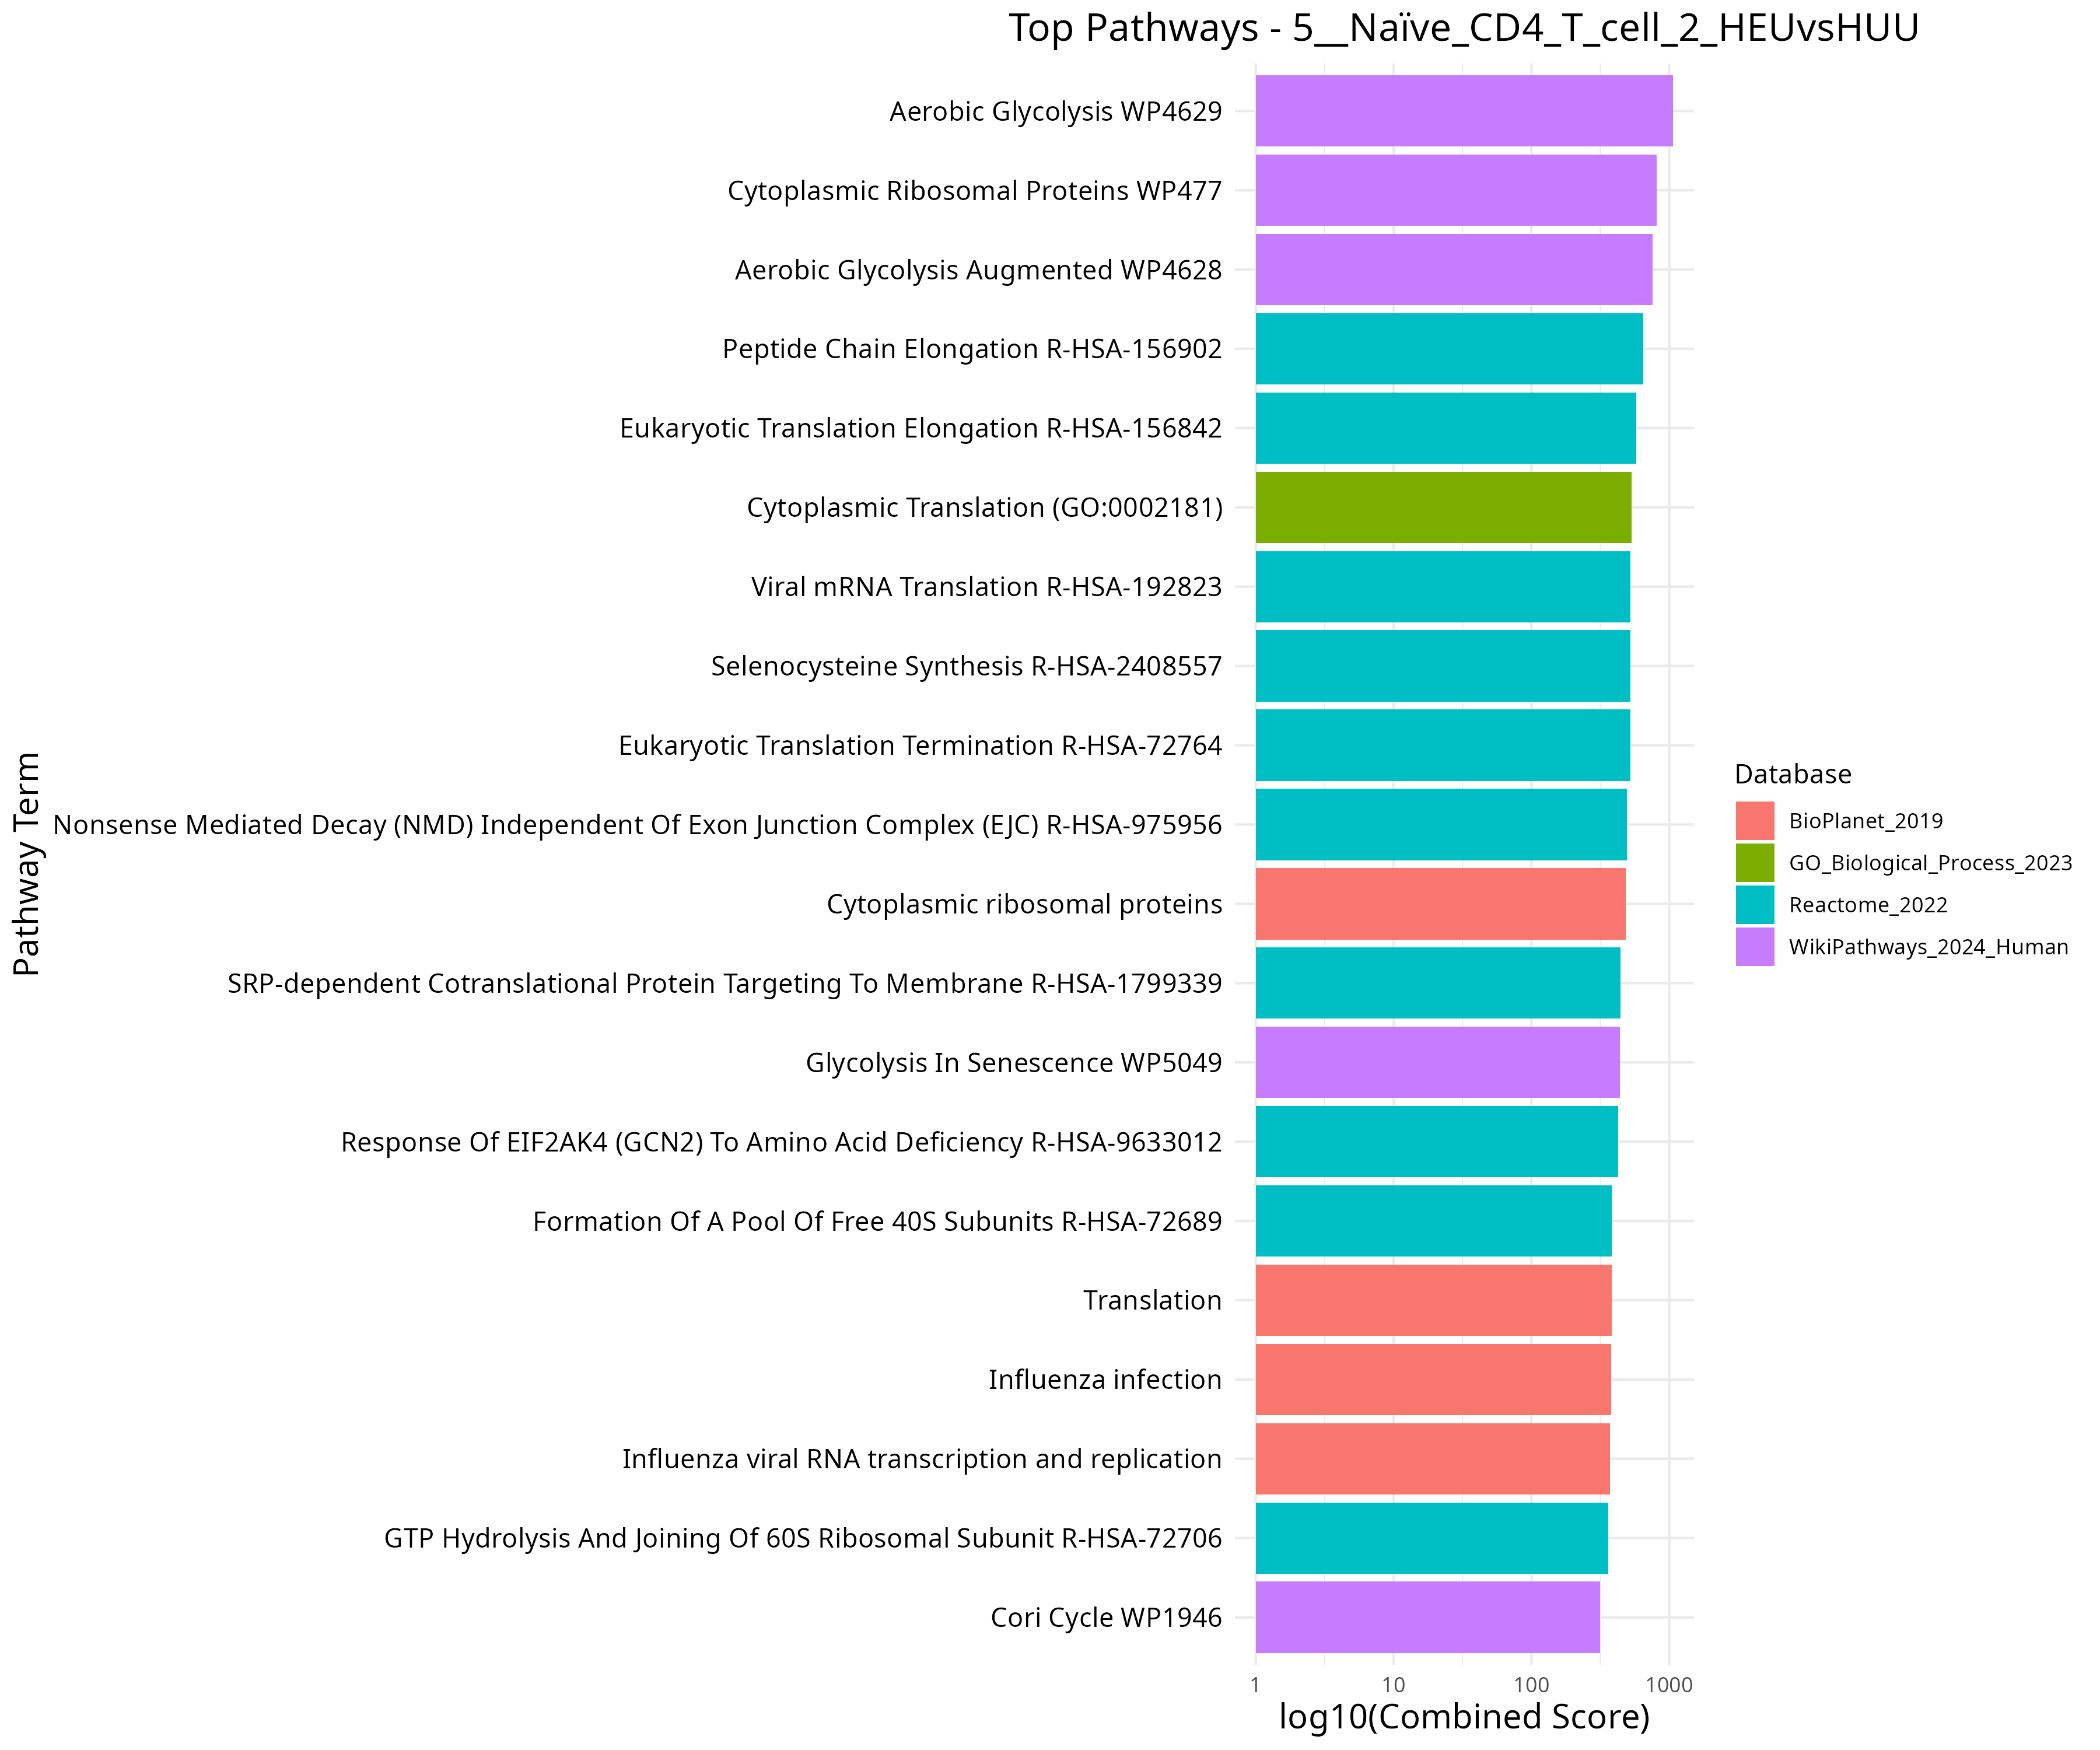 Top Pathways - 5__Naïve_CD4_T_cell_2_HEUvsHUU
Pathway Term
Aerobic Glycolysis WP4629
Cytoplasmic Ribosomal Proteins WP477
Aerobic Glycolysis Augmented WP4628
Peptide Chain Elongation R-HSA-156902
Eukaryotic Translation Elongation R-HSA-156842
Cytoplasmic Translation (GO:0002181)
Viral mRNA Translation R-HSA-192823
Selenocysteine Synthesis R-HSA-2408557
Eukaryotic Translation Termination R-HSA-72764
Nonsense Mediated Decay (NMD) Independent Of Exon Junction Complex (EJC) R-HSA-975956
Cytoplasmic ribosomal proteins
SRP-dependent Cotranslational Protein Targeting To Membrane R-HSA-1799339
Glycolysis In Senescence WP5049
Response Of EIF2AK4 (GCN2) To Amino Acid Deficiency R-HSA-9633012
Formation Of A Pool Of Free 40S Subunits R-HSA-72689
Translation
Influenza infection
Influenza viral RNA transcription and replication
GTP Hydrolysis And Joining Of 60S Ribosomal Subunit R-HSA-72706
Cori Cycle WP1946
1 10 100 1000
log10(Combined Score)
Database
BioPlanet_2019
GO_Biological_Process_2023
Reactome_2022
WikiPathways_2024_Human